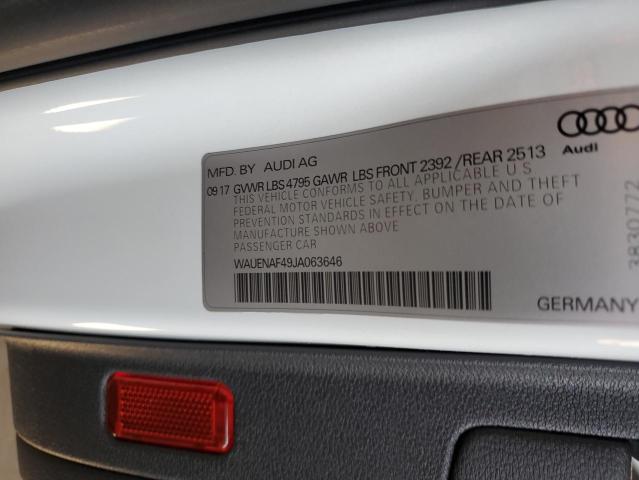 MFD. BY AUDI AG
Audi
09 17 GVWR LBS 4795 GAWR LBS FRONT 2392 /REAR 2513
THIS VEHICLE CONFORMS TO ALL APPLICABLE U S
FEDERAL MOTOR VEHICLE SAFETY, BUMPER AND THEFT
PREVENTION STANDARDS IN EFFECT ON THE DATE OF
MANUFACTURE SHOWN ABOVE
PASSENGER CAR
WAUENAF49JA063646
GERMANY
3830772